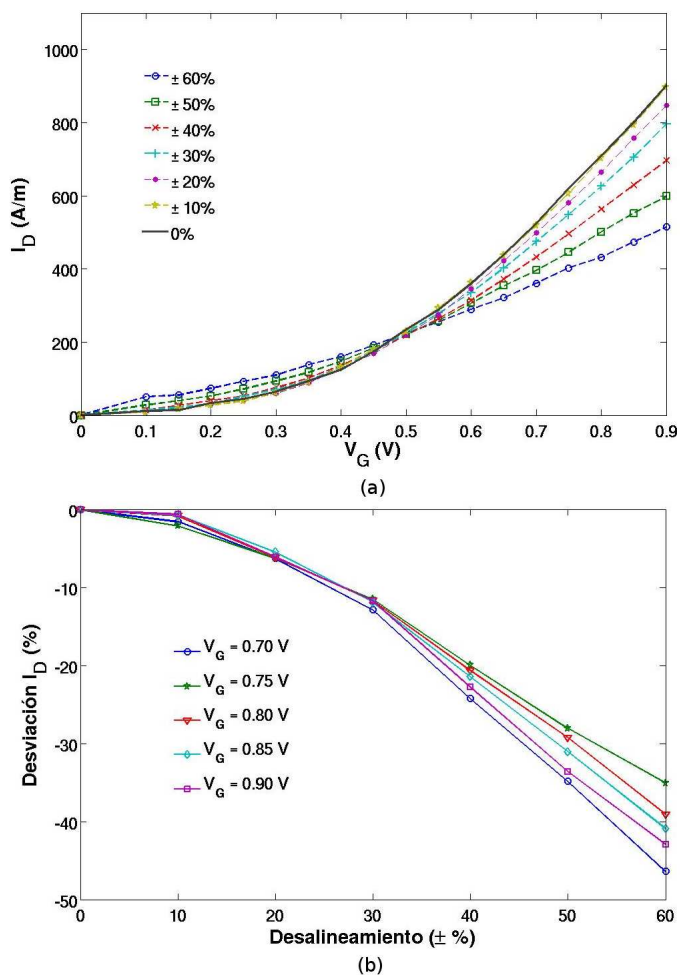 1000
800
600
400
200
0
I_D (A/m)
± 60%
± 50%
± 40%
± 30%
± 20%
± 10%
0%
0 0.1 0.2 0.3 0.4 0.5 0.6 0.7 0.8 0.9
V_G (V)
(a)
0
-10
-20
-30
-40
-50
Desviación I_D (%)
V_G = 0.70 V
V_G = 0.75 V
V_G = 0.80 V
V_G = 0.85 V
V_G = 0.90 V
0 10 20 30 40 50 60
Desalineamiento (± %)
(b)